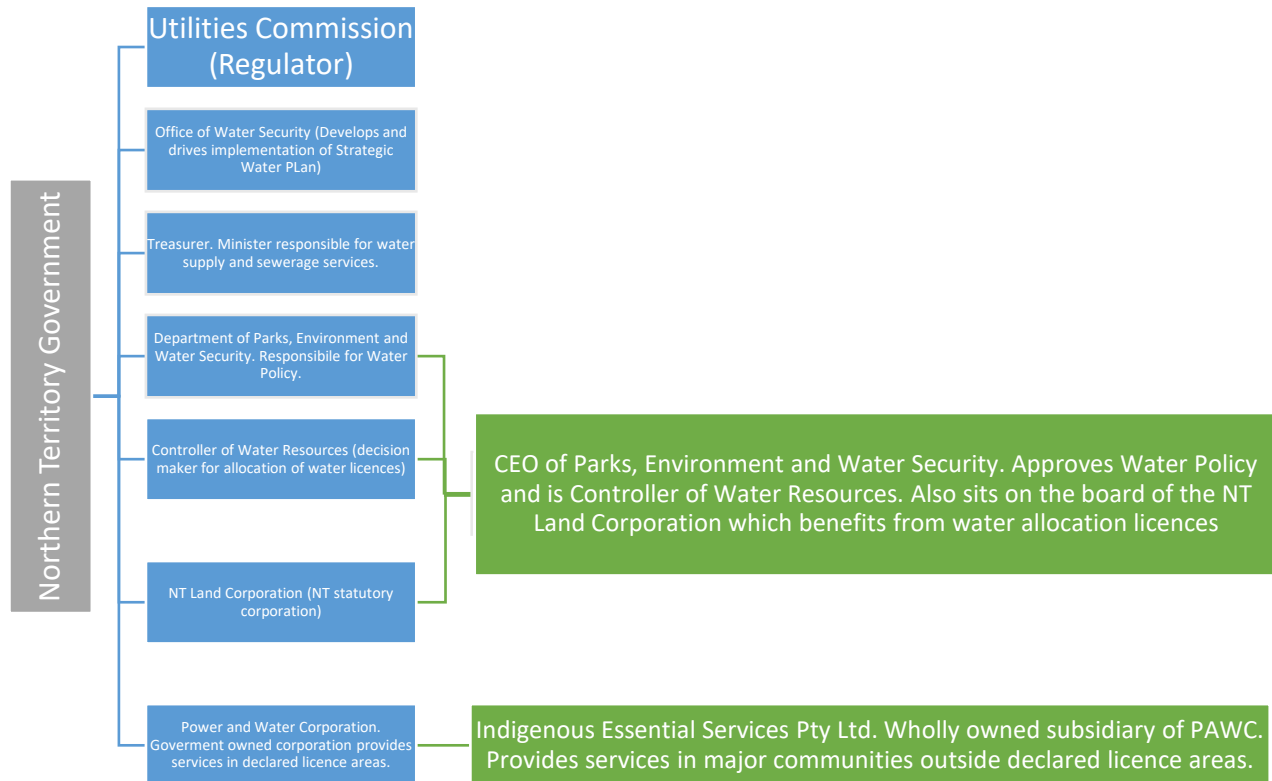 Northern Territory Government
Utilities Commission
(Regulator)
Office of Water Security (Develops and
drives implementation of Strategic
Water PLan)
Treasurer. Minister responsible for water
supply and sewerage services.
Department of Parks, Environment and
Water Security. Responsibile for Water
Policy.
Controller of Water Resources (decision
maker for allocation of water licences)
CEO of Parks, Environment and Water Security. Approves Water Policy
and is Controller of Water Resources. Also sits on the board of the NT
Land Corporation which benefits from water allocation licences
NT Land Corporation (NT statutory
corporation)
Power and Water Corporation.
Goverment owned corporation provides
services in declared licence areas.
Indigenous Essential Services Pty Ltd. Wholly owned subsidiary of PAWC.
Provides services in major communities outside declared licence areas.